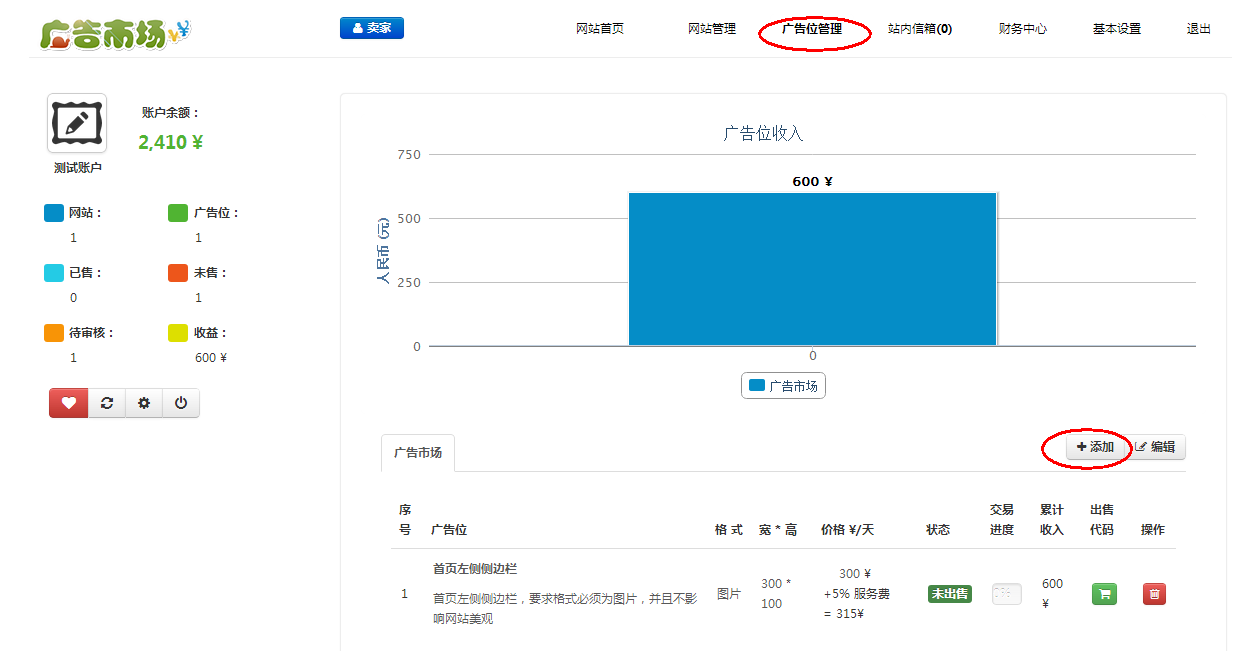 广告市场¥¥
卖家
网站首页
网站管理
广告位管理
站内信箱(0)
财务中心
基本设置
退出
账户余额：
2,410 ¥
测试账户
网站：
1
广告位：
1
已售：
0
未售：
1
待审核：
1
收益：
600 ¥
广告位收入
750
500
250
0
人民币 (元)
600 ¥
0
广告市场
广告市场
添加
编辑
序
号
广告位
格 式
宽 * 高
价格 ¥/天
状态
交易
进度
累计
收入
出售
代码
操作
1
首页左侧侧边栏
首页左侧侧边栏，要求格式必须为图片，并且不影
响网站美观
图片
300 *
100
300 ¥
+5% 服务费
= 315¥
未出售
600
¥